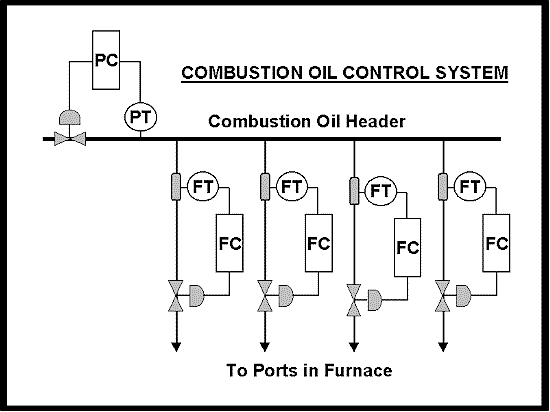 PC
COMBUSTION OIL CONTROL SYSTEM
PT
Combustion Oil Header
FT FT FT FT
FC FC FC FC
To Ports in Furnace